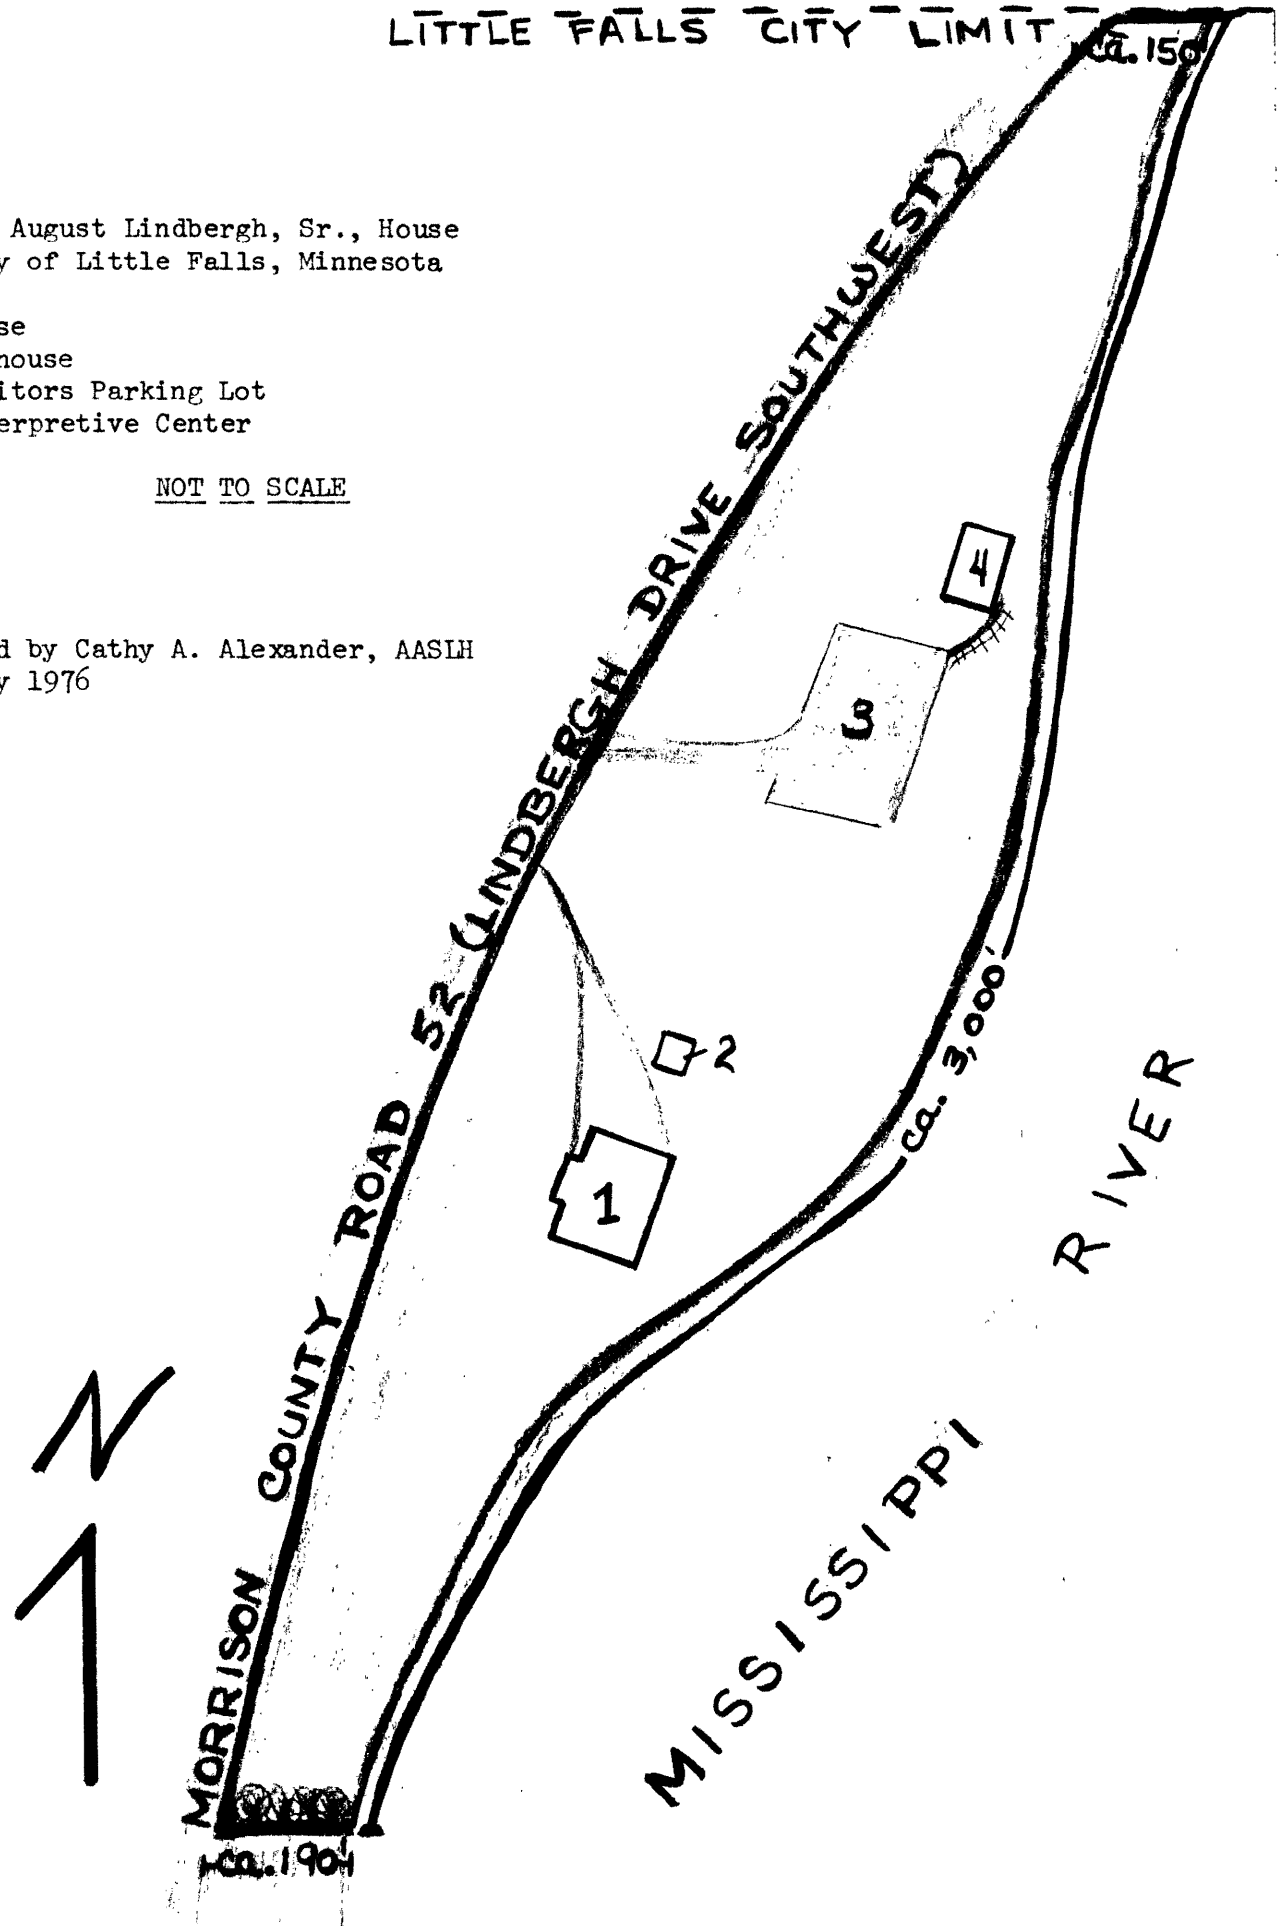 LITTLE FALLS CITY LIMIT
ca. 150'
August Lindbergh, Sr., House
y of Little Falls, Minnesota
se
house
itors Parking Lot
erpretive Center
NOT TO SCALE
d by Cathy A. Alexander, AASLH
y 1976
MORRISON COUNTY ROAD 52 (LINDBERGH DRIVE SOUTHWEST)
4
3
2
1
ca. 3,000'
MISSISSIPPI RIVER
N
ca. 190'